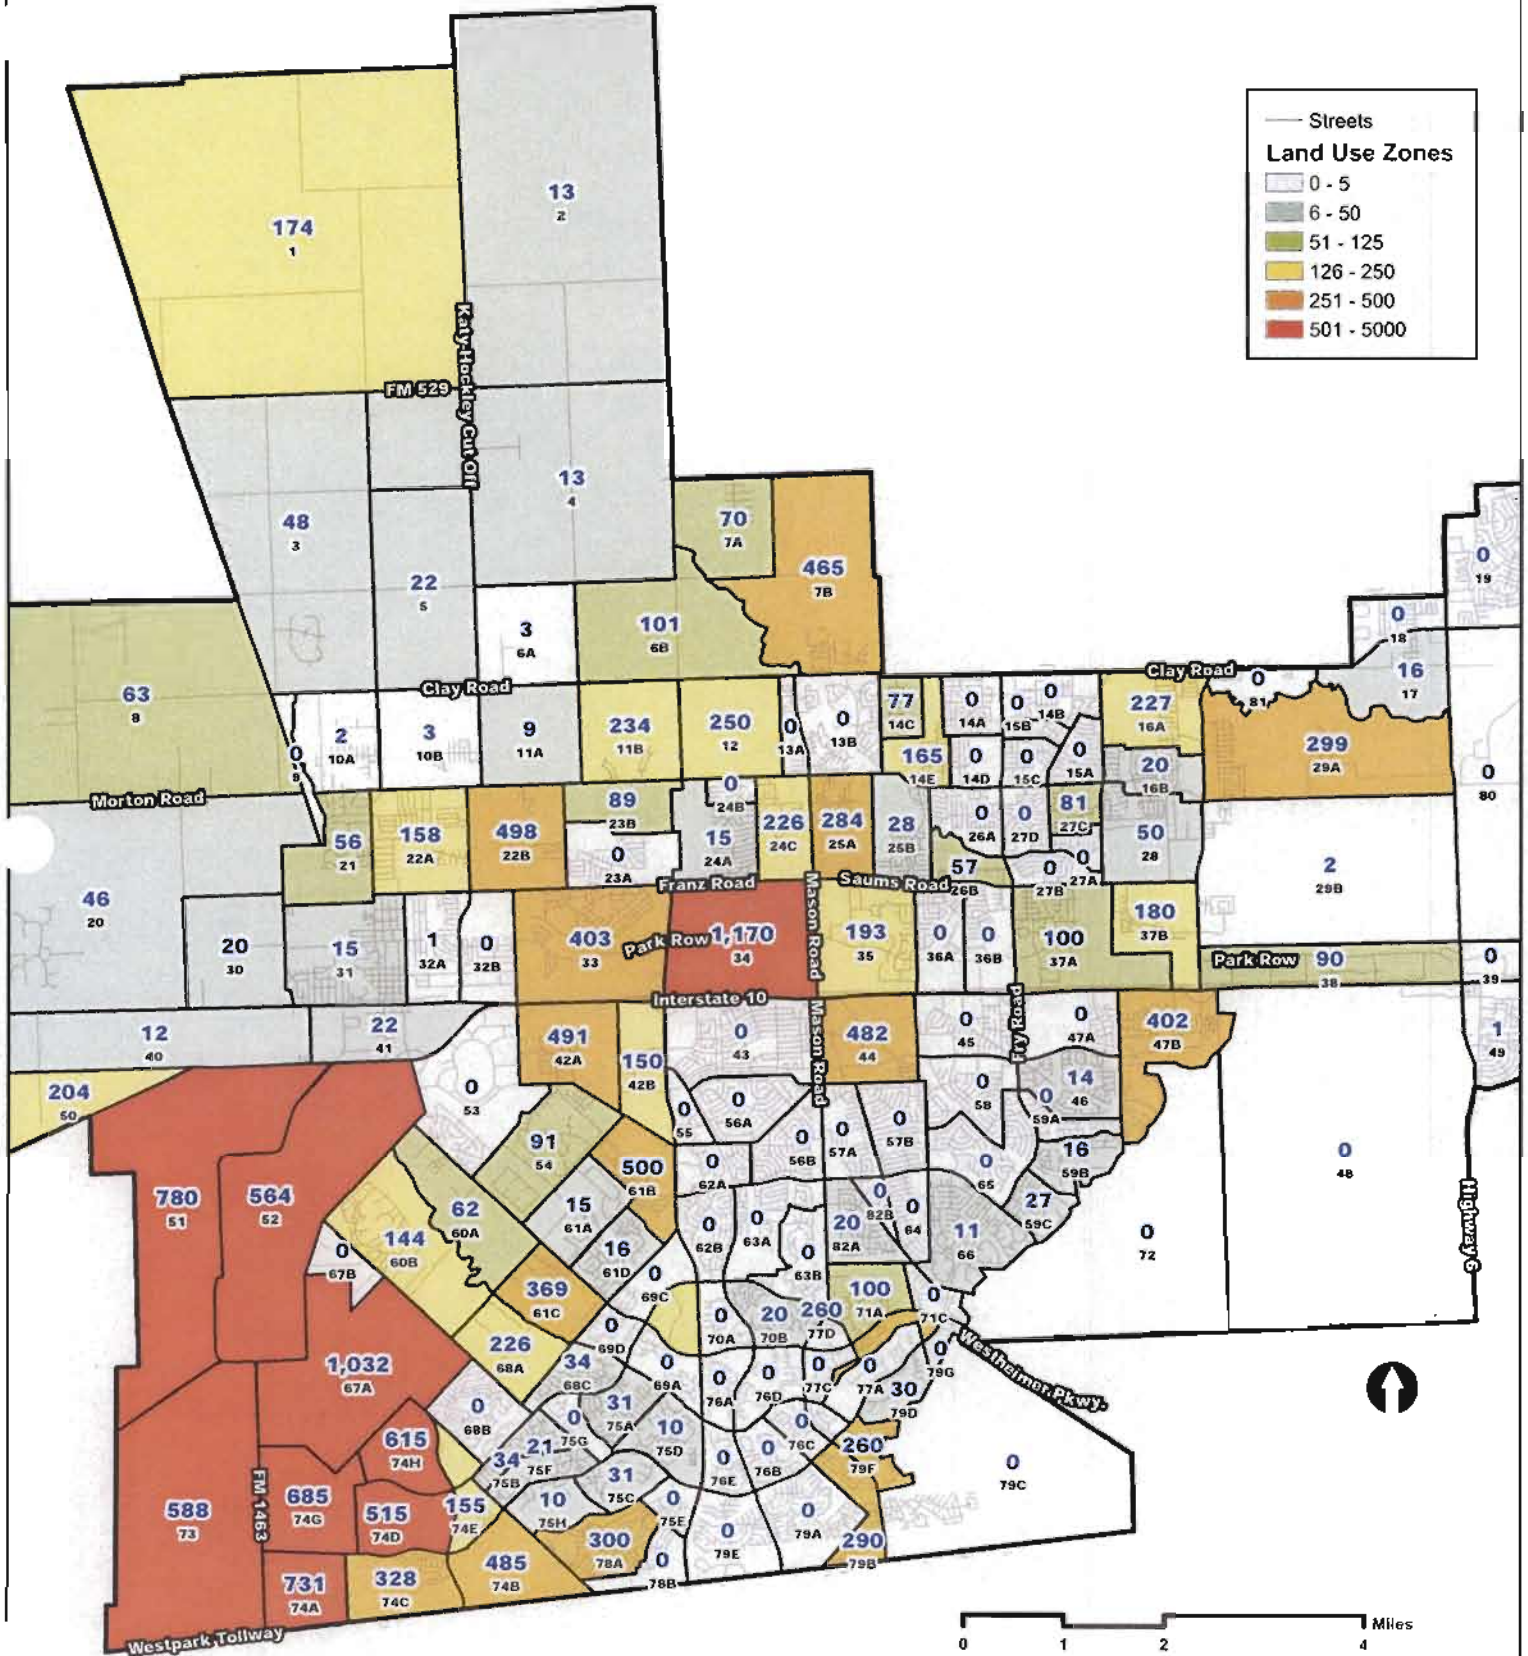 Streets
Land Use Zones
0 - 5
6 - 50
51 - 125
126 - 250
251 - 500
501 - 5000
13
2
174
1
Katy-Hockley Cut Off
FM 529
13
4
48
3
22
5
70
7A
465
7B
0
19
0
18
3
6A
101
6B
63
8
Clay Road
Clay Road
0
81
16
17
0
9
2
10A
3
10B
9
11A
234
11B
250
12
0
13A
0
13B
77
14C
0
14A
0
15B
0
14B
227
16A
299
29A
165
14E
0
14D
0
15C
0
15A
20
16B
0
80
Morton Road
56
21
158
22A
498
22B
89
23B
0
23A
0
24B
15
24A
226
24C
284
25A
28
25B
0
26A
0
27D
81
27C
50
28
57
26B
0
27B
0
27A
2
29B
Franz Road
Saums Road
46
20
20
30
15
31
1
32A
0
32B
403
33
Park Row
1,170
34
Mason Road
193
35
0
36A
0
36B
100
37A
180
37B
Park Row
90
38
0
39
Interstate 10
12
40
22
41
491
42A
150
42B
0
43
Mason Road
482
44
0
45
Fry Road
0
47A
402
47B
1
49
204
50
0
53
0
55
0
56A
0
58
0
59A
14
46
0
48
91
54
500
61B
0
62A
0
56B
0
57A
0
57B
0
65
16
59B
780
51
564
52
62
60A
15
61A
16
61D
0
62B
0
63A
0
63B
20
82A
0
82B
0
64
11
66
27
59C
0
72
Highway 6
0
67B
144
60B
369
61C
0
69C
100
71A
0
71C
226
68A
0
69D
0
70A
20
70B
260
77D
Westheimer Pkwy.
1,032
67A
34
68C
0
69A
0
76A
0
76D
0
77C
0
77A
0
79G
30
79D
0
68B
0
75G
31
75A
10
75D
0
76C
615
74H
34
75B
21
75F
31
75C
0
76E
0
76B
260
79F
0
79C
FM 1463
588
73
685
74G
515
74D
155
74E
10
75H
0
75E
0
79E
0
79A
300
78A
290
79B
731
74A
328
74C
485
74B
0
78B
Westpark Tollway
Miles
0
1
2
4